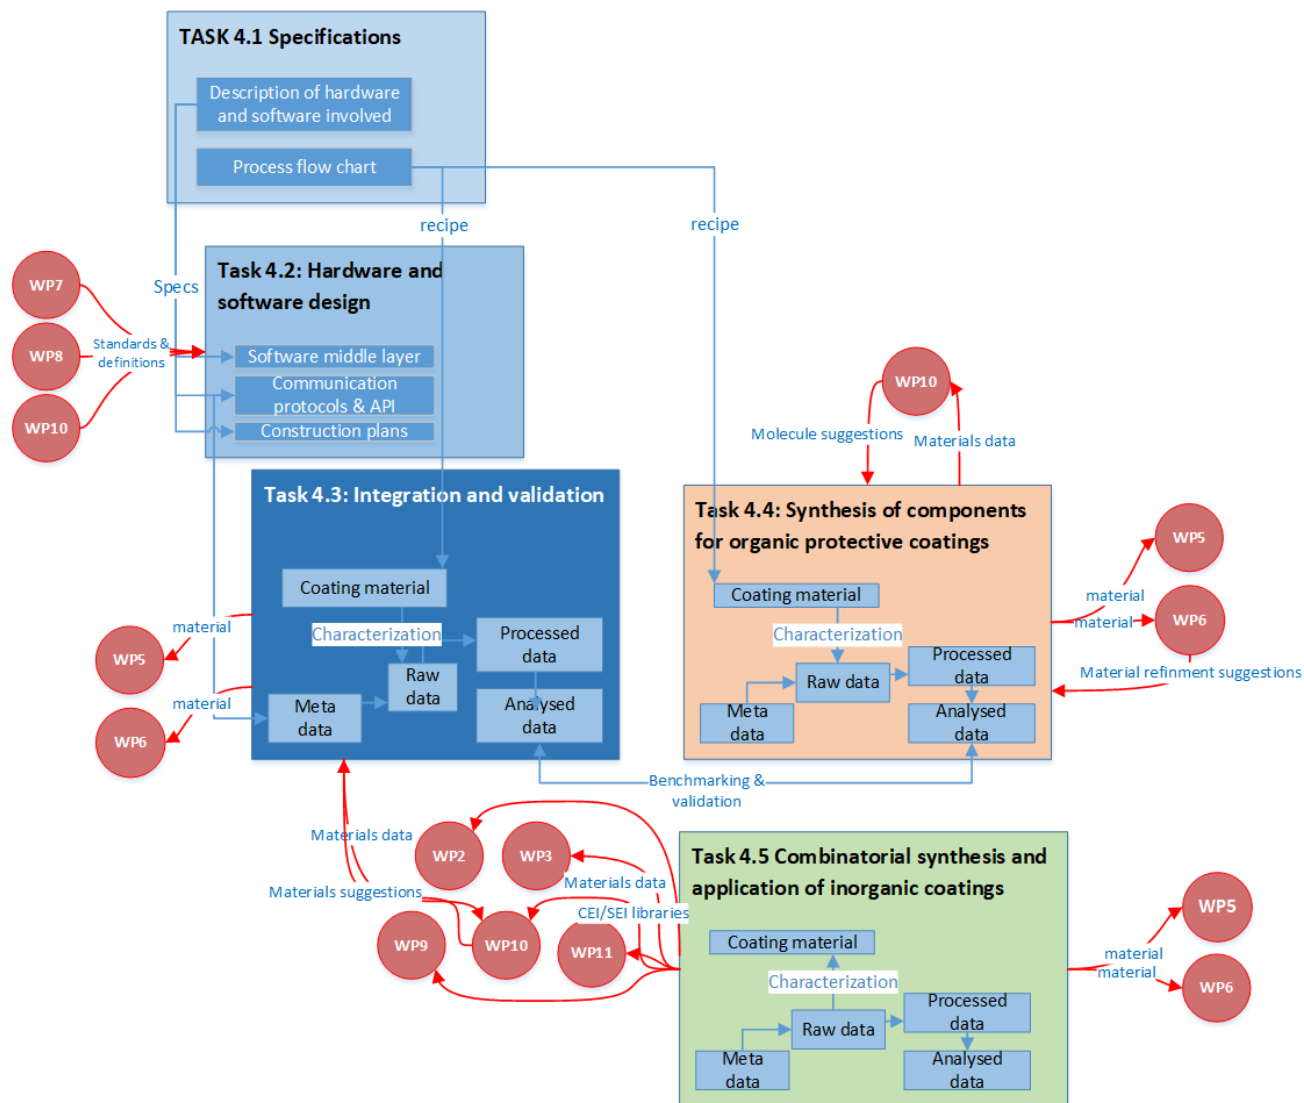 TASK 4.1 Specifications
Description of hardware
and software involved
Process flow chart
recipe
recipe
Task 4.2: Hardware and
software design
WP7
Specs
Standards &
definitions
WP8
Software middle layer
Communication
protocols & API
WP10
Construction plans
WP10
Molecule suggestions
Materials data
Task 4.3: Integration and validation
Coating material
Characterization
Processed
data
Raw
data
Meta
data
Analysed
data
material
WP5
material
WP6
Task 4.4: Synthesis of components
for organic protective coatings
Coating material
Characterization
Processed
data
Raw data
Meta
data
Analysed
data
WP5
material
material
WP6
Material refinment suggestions
Benchmarking &
validation
Materials data
Materials suggestions
WP2
WP3
Materials data
CEI/SEI libraries
WP9
WP10
WP11
Task 4.5 Combinatorial synthesis and
application of inorganic coatings
Coating material
Characterization
Processed
data
Raw data
Meta
data
Analysed
data
WP5
material
material
WP6